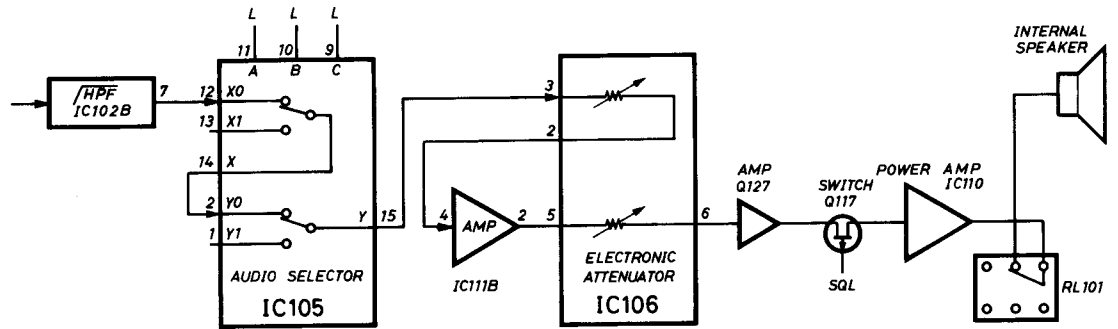 L L L
11 10 9
A B C
/HPF
IC102B
7
12 X0
13 X1
14 X
2 Y0
1 Y1
Y 15
AUDIO SELECTOR
IC105
3
2
4
AMP
2
IC111B
5
6
ELECTRONIC
ATTENUATOR
IC106
AMP
Q127
SWITCH
Q117
SQL
POWER AMP
IC110
INTERNAL
SPEAKER
RL101